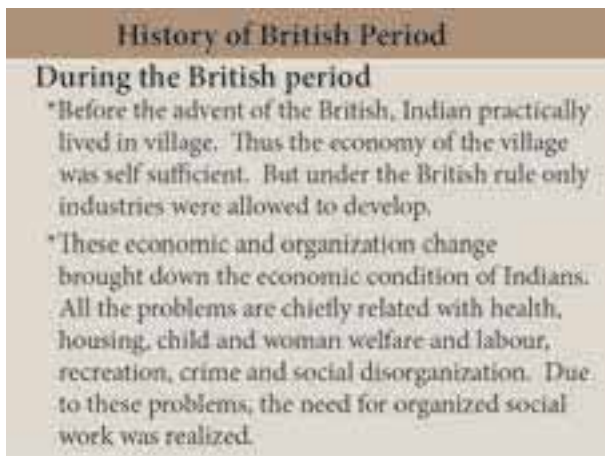 History of British Period
During the British period
*Before the advent of the British, Indian practically
lived in village. Thus the economy of the village
was self sufficient. But under the British rule only
industries were allowed to develop.
*These economic and organization change
brought down the economic condition of Indians.
All the problems are chiefly related with health,
housing, child and woman welfare and labour,
recreation, crime and social disorganization. Due
to these problems, the need for organized social
work was realized.